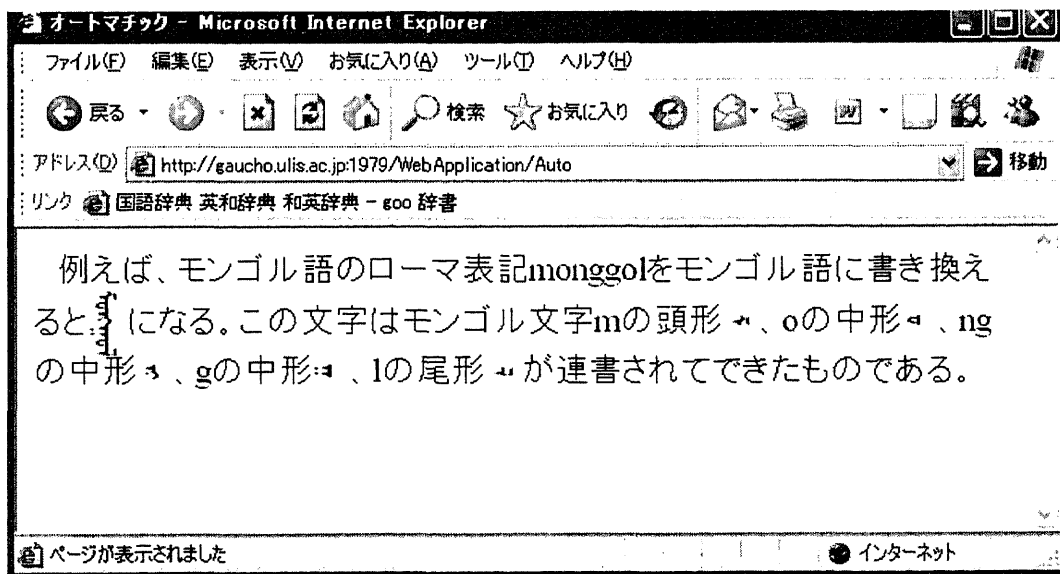 オートマチック - Microsoft Internet Explorer
ファイル(F) 編集(E) 表示(V) お気に入り(A) ツール(T) ヘルプ(H)
戻る 検索 お気に入り
アドレス(D) http://gaucho.ulis.ac.jp:1979/WebApplication/Auto 移動
リンク 国語辞典 英和辞典 和英辞典 - goo 辞書
例えば、モンゴル語のローマ表記monggolをモンゴル語に書き換え
ると になる。この文字はモンゴル文字mの頭形 、oの中形 、ng
の中形 、gの中形 、lの尾形 が連書されてできたものである。
ページが表示されました インターネット